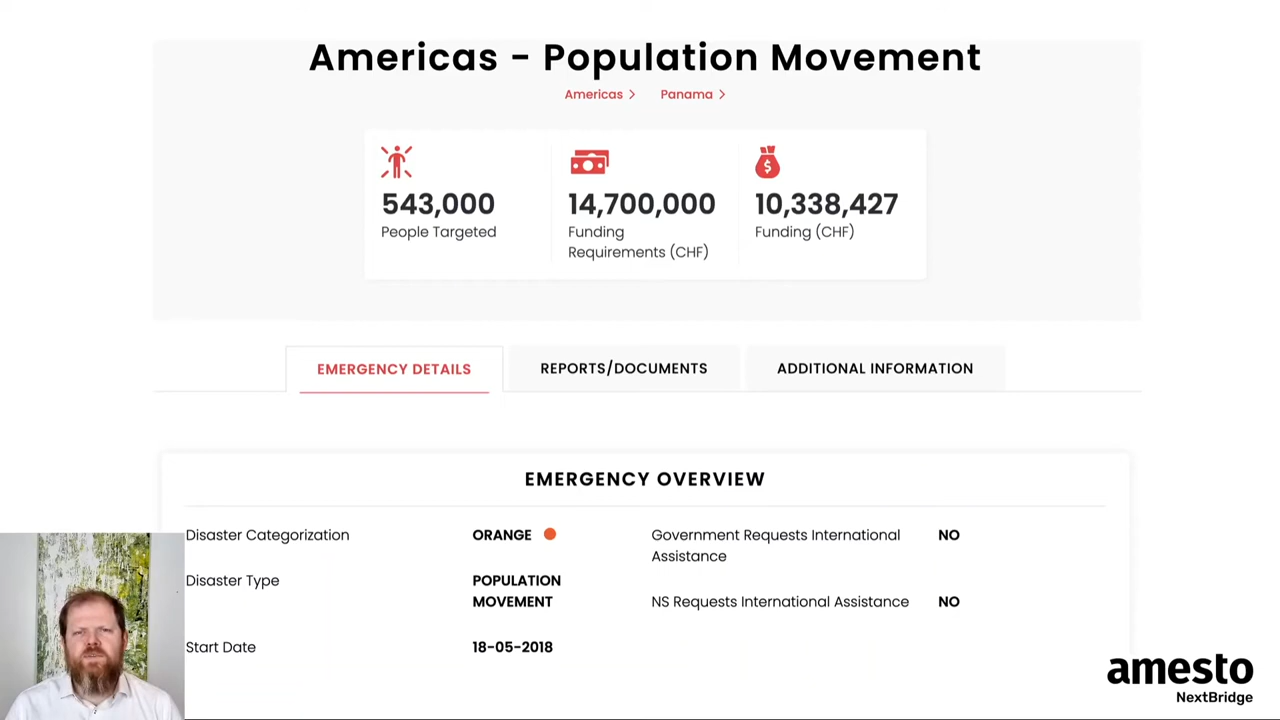 Americas - Population Movement
Americas > Panama >
543,000
People Targeted
14,700,000
Funding
Requirements (CHF)
10,338,427
Funding (CHF)
EMERGENCY DETAILS
REPORTS/DOCUMENTS
ADDITIONAL INFORMATION
EMERGENCY OVERVIEW
Disaster Categorization
ORANGE
Government Requests International
Assistance
NO
Disaster Type
POPULATION
MOVEMENT
NS Requests International Assistance
NO
Start Date
18-05-2018
amesto
NextBridge